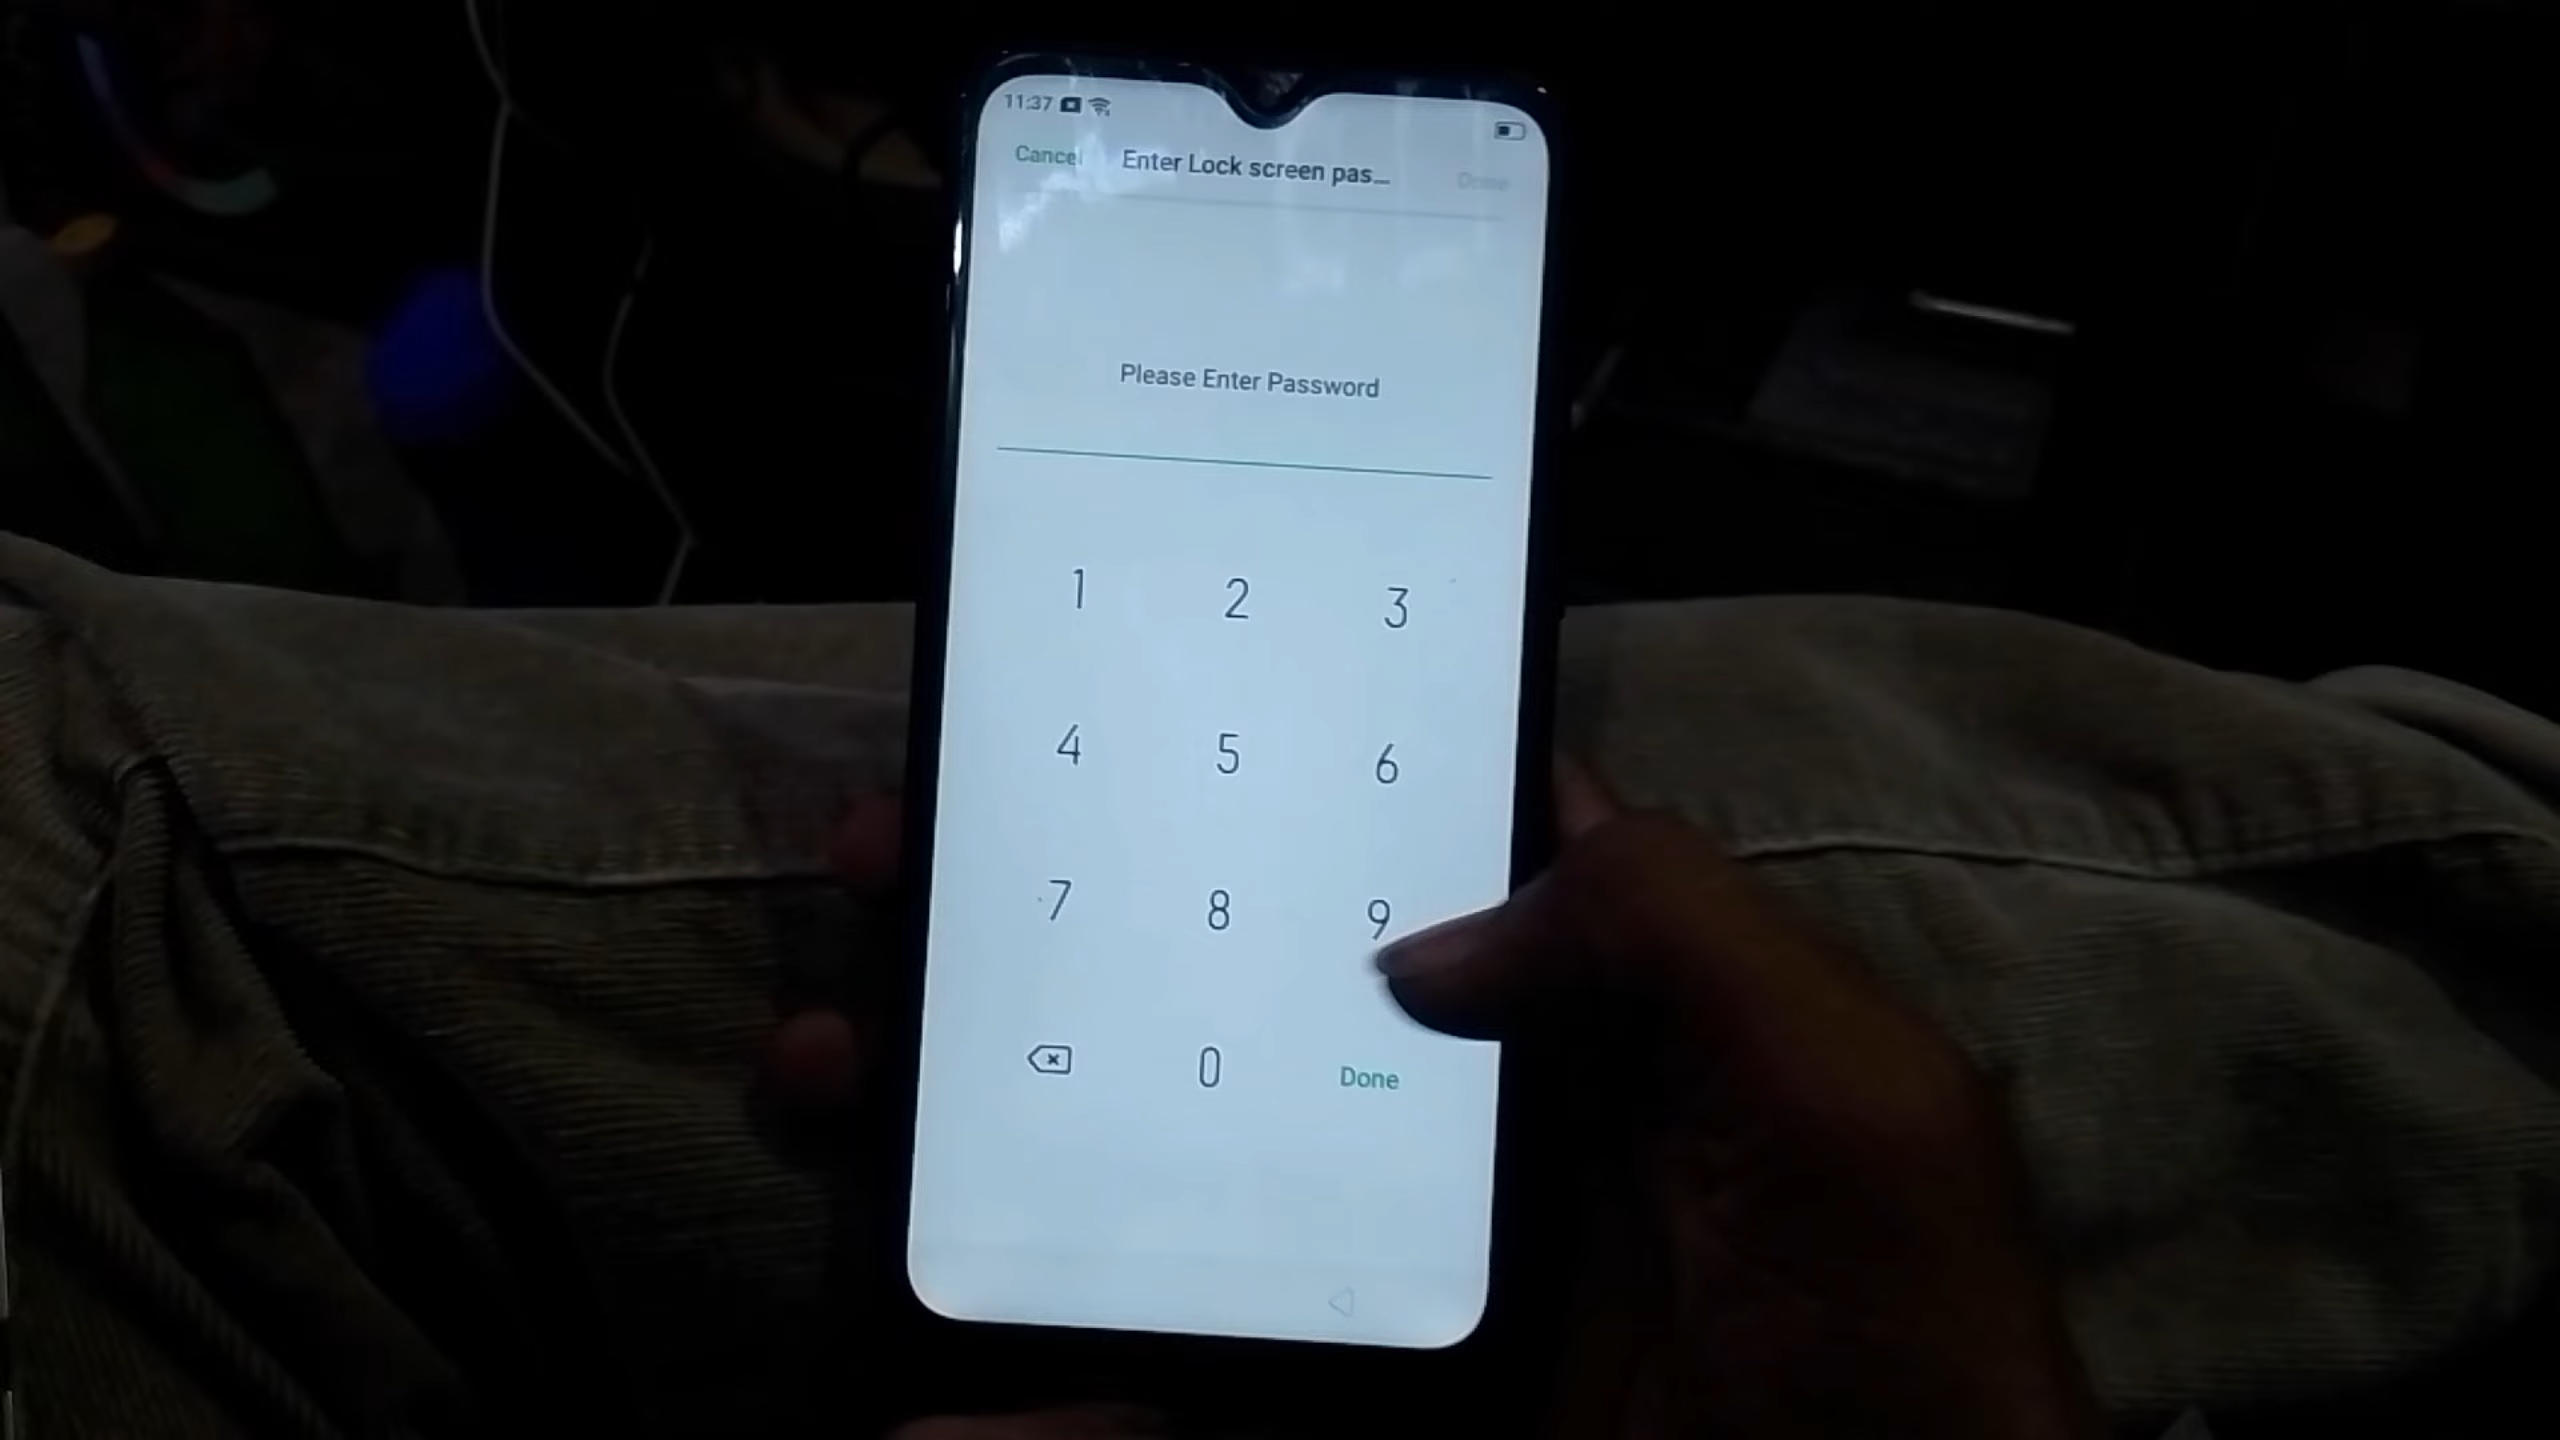 11:37
Cancel Enter Lock screen pas... Done
Please Enter Password
1 2 3
4 5 6
7 8 9
0 Done